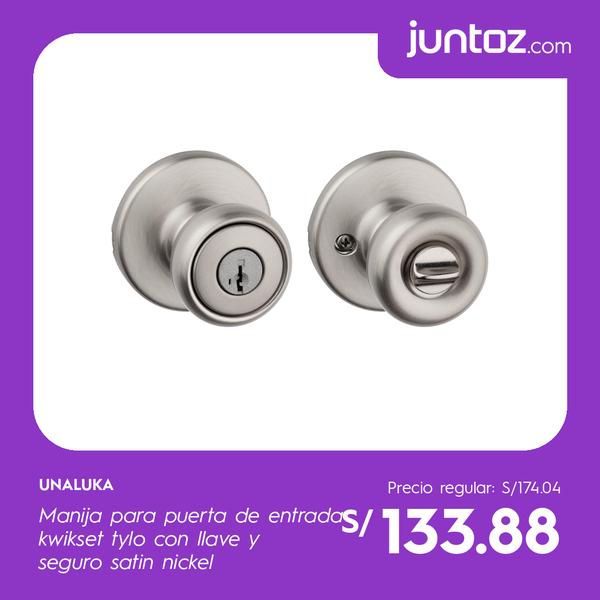 juntoz.com
UNALUKA
Precio regular: S/174.04
Manija para puerta de entrada
kwikset tylo con llave y
seguro satin nickel
S/ 133.88